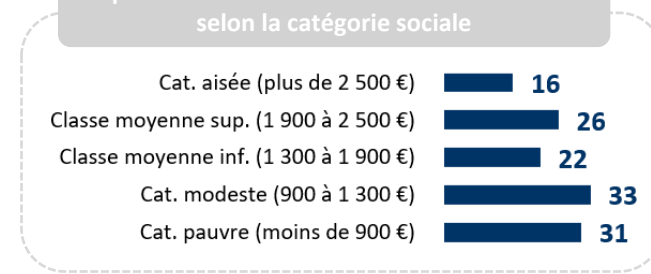 selon la catégorie sociale
Cat. aisée (plus de 2 500 €) 16
Classe moyenne sup. (1 900 à 2 500 €) 26
Classe moyenne inf. (1 300 à 1 900 €) 22
Cat. modeste (900 à 1 300 €) 33
Cat. pauvre (moins de 900 €) 31